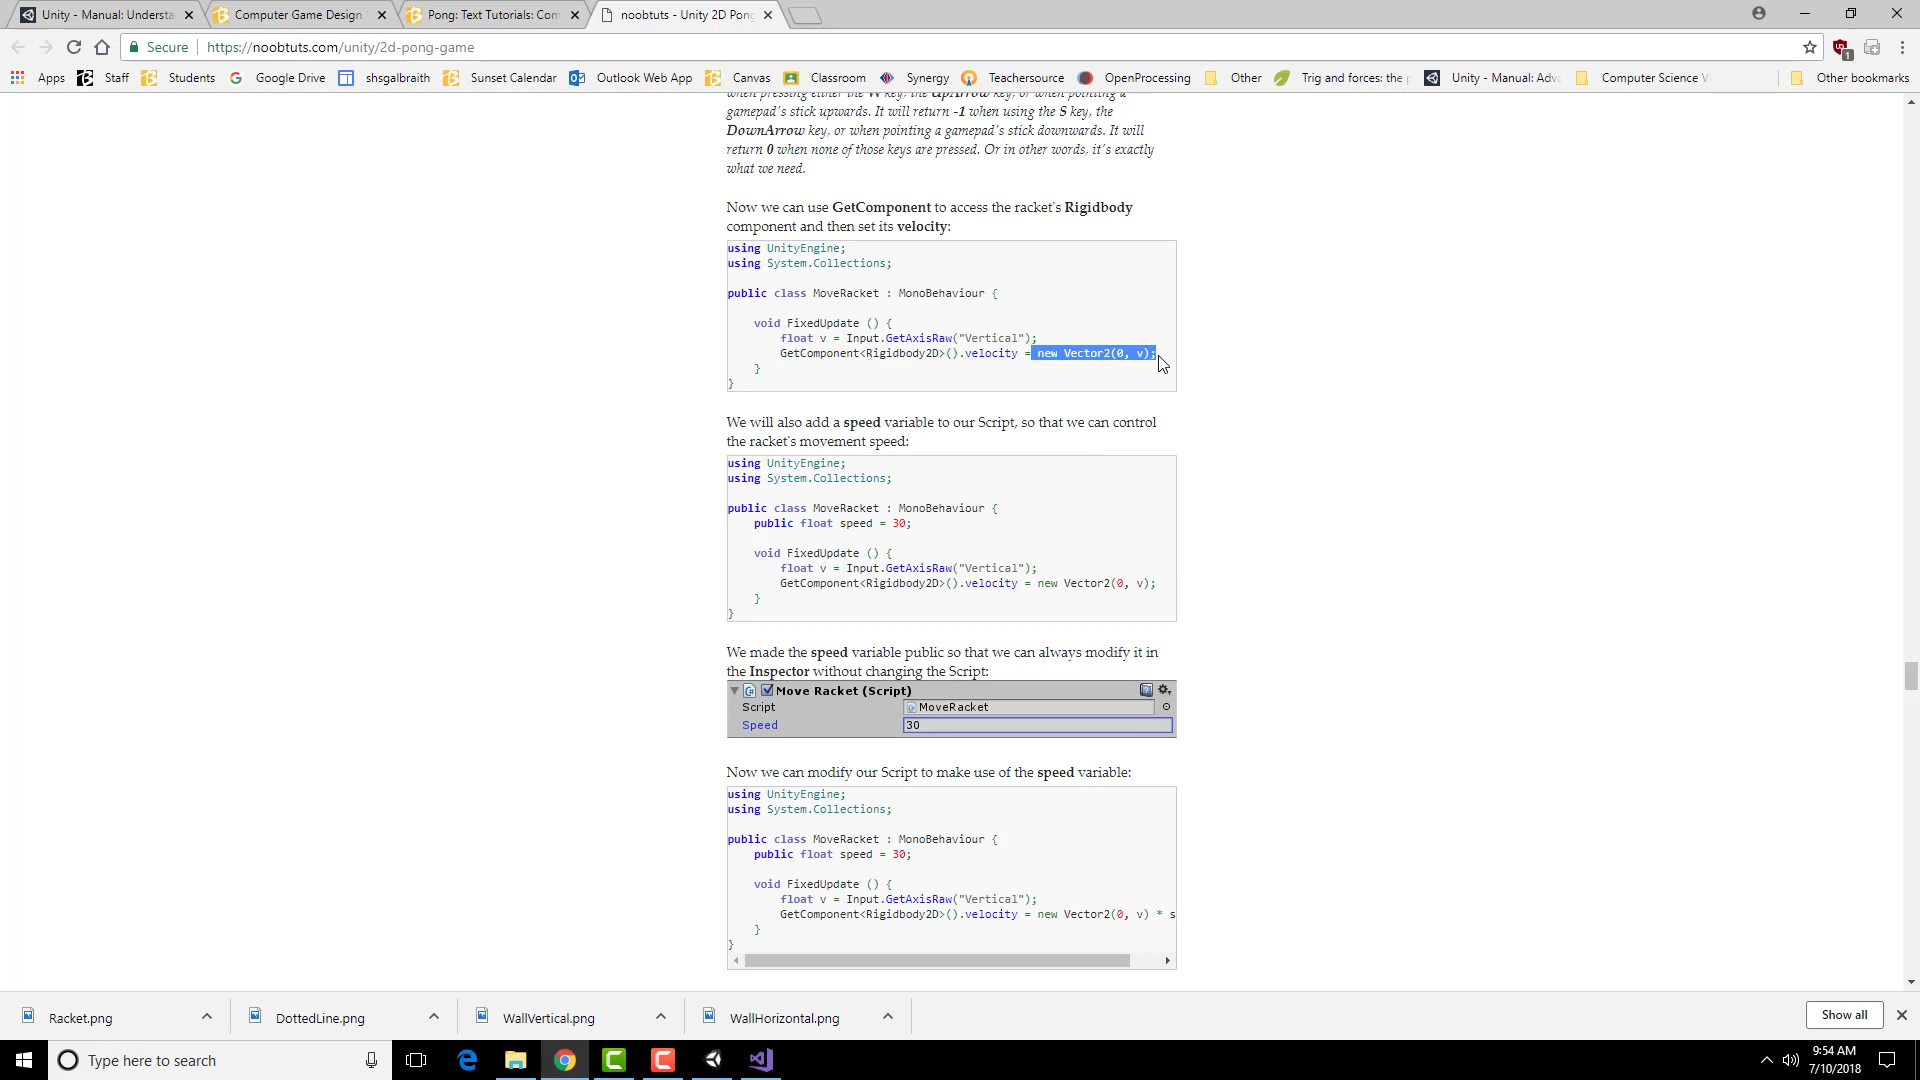 Unity - Manual: Understa
Computer Game Design
Pong: Text Tutorials: Com
noobtuts - Unity 2D Pong
Secure
https://noobtuts.com/unity/2d-pong-game
Apps
Staff
Students
Google Drive
shsgalbraith
Sunset Calendar
Outlook Web App
Canvas
Classroom
Synergy
Teachersource
OpenProcessing
Other
Trig and forces: the p
Unity - Manual: Adva
Computer Science V
Other bookmarks
when pressing either the W key, the UpArrow key, or when pointing a
gamepad's stick upwards. It will return -1 when using the S key, the
DownArrow key, or when pointing a gamepad's stick downwards. It will
return 0 when none of those keys are pressed. Or in other words, it's exactly
what we need.
Now we can use GetComponent to access the racket's Rigidbody
component and then set its velocity:
using UnityEngine;
using System.Collections;
public class MoveRacket : MonoBehaviour {
void FixedUpdate () {
float v = Input.GetAxisRaw("Vertical");
GetComponent<Rigidbody2D>().velocity = new Vector2(0, v);
}
}
We will also add a speed variable to our Script, so that we can control
the racket's movement speed:
using UnityEngine;
using System.Collections;
public class MoveRacket : MonoBehaviour {
public float speed = 30;
void FixedUpdate () {
float v = Input.GetAxisRaw("Vertical");
GetComponent<Rigidbody2D>().velocity = new Vector2(0, v);
}
}
We made the speed variable public so that we can always modify it in
the Inspector without changing the Script:
Move Racket (Script)
Script
MoveRacket
Speed
30
Now we can modify our Script to make use of the speed variable:
using UnityEngine;
using System.Collections;
public class MoveRacket : MonoBehaviour {
public float speed = 30;
void FixedUpdate () {
float v = Input.GetAxisRaw("Vertical");
GetComponent<Rigidbody2D>().velocity = new Vector2(0, v) * s
}
}
Racket.png
DottedLine.png
WallVertical.png
WallHorizontal.png
Show all
Type here to search
9:54 AM
7/10/2018